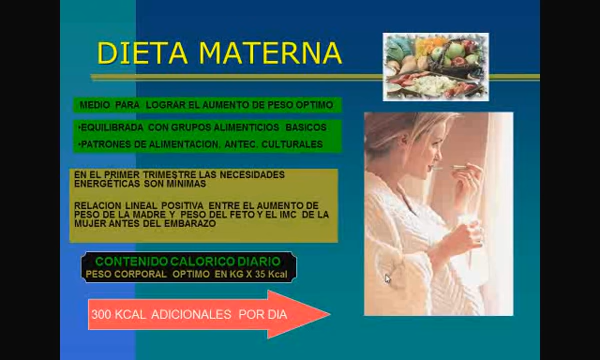 DIETA MATERNA
MEDIO PARA LOGRAR EL AUMENTO DE PESO OPTIMO
•EQUILIBRADA CON GRUPOS ALIMENTICIOS BASICOS
•PATRONES DE ALIMENTACION, ANTEC. CULTURALES
EN EL PRIMER TRIMESTRE LAS NECESIDADES
ENERGÉTICAS SON MÍNIMAS
RELACION LINEAL POSITIVA ENTRE EL AUMENTO DE
PESO DE LA MADRE Y PESO DEL FETO Y EL IMC DE LA
MUJER ANTES DEL EMBARAZO
CONTENIDO CALORICO DIARIO
PESO CORPORAL OPTIMO EN KG X 35 Kcal
300 KCAL ADICIONALES POR DIA